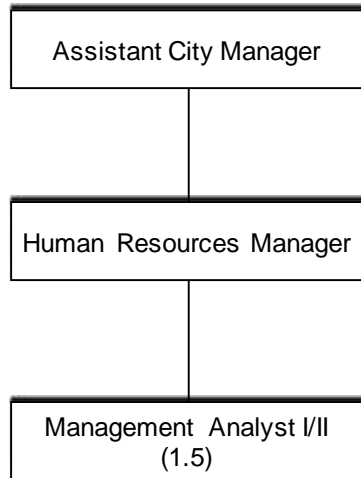 Assistant City Manager
Human Resources Manager
Management Analyst I/II
(1.5)